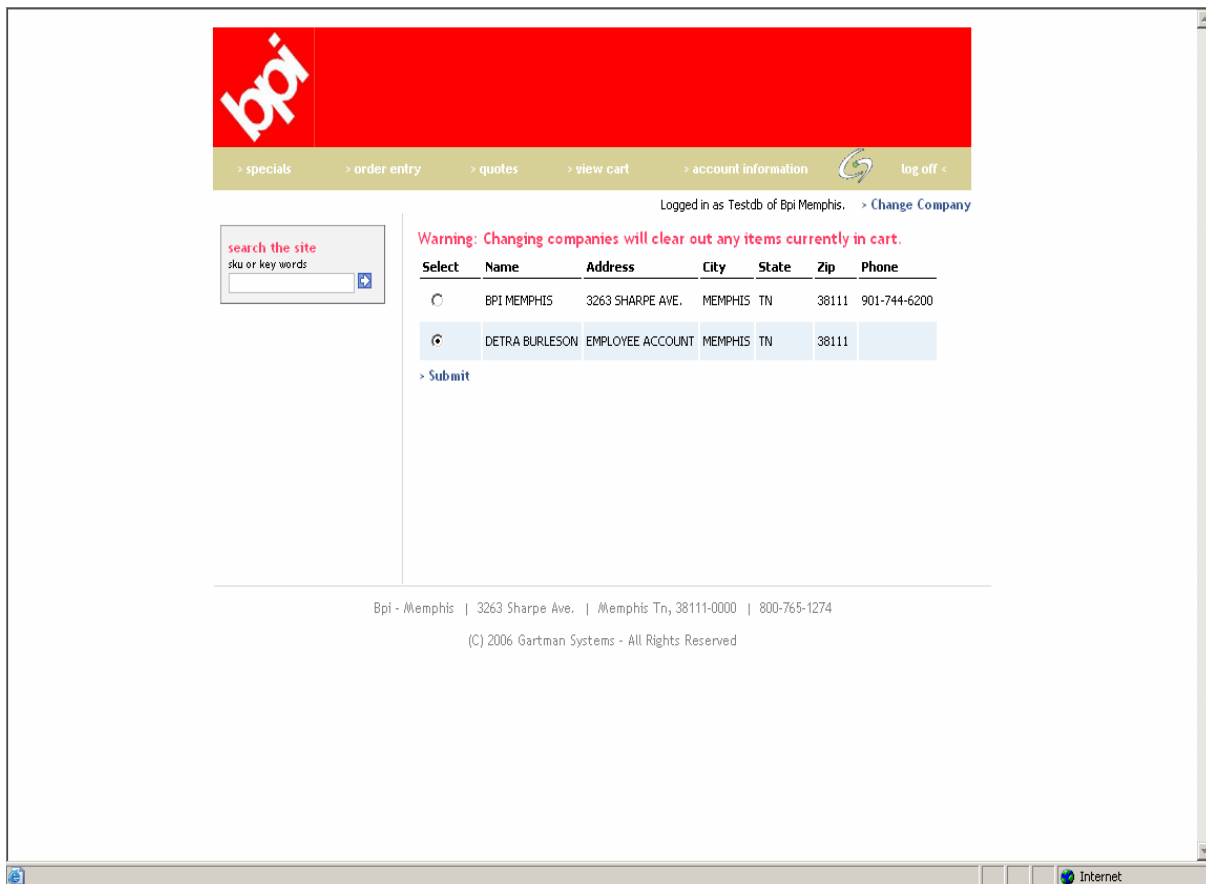 bpi
> specials > order entry > quotes > view cart > account information log off <
Logged in as Testdb of Bpi Memphis. > Change Company
search the site
sku or key words
Warning: Changing companies will clear out any items currently in cart.
Select Name Address City State Zip Phone
BPI MEMPHIS 3263 SHARPE AVE. MEMPHIS TN 38111 901-744-6200
DETRA BURLESON EMPLOYEE ACCOUNT MEMPHIS TN 38111
> Submit
Bpi - Memphis | 3263 Sharpe Ave. | Memphis Tn, 38111-0000 | 800-765-1274
(C) 2006 Gartman Systems - All Rights Reserved
Internet